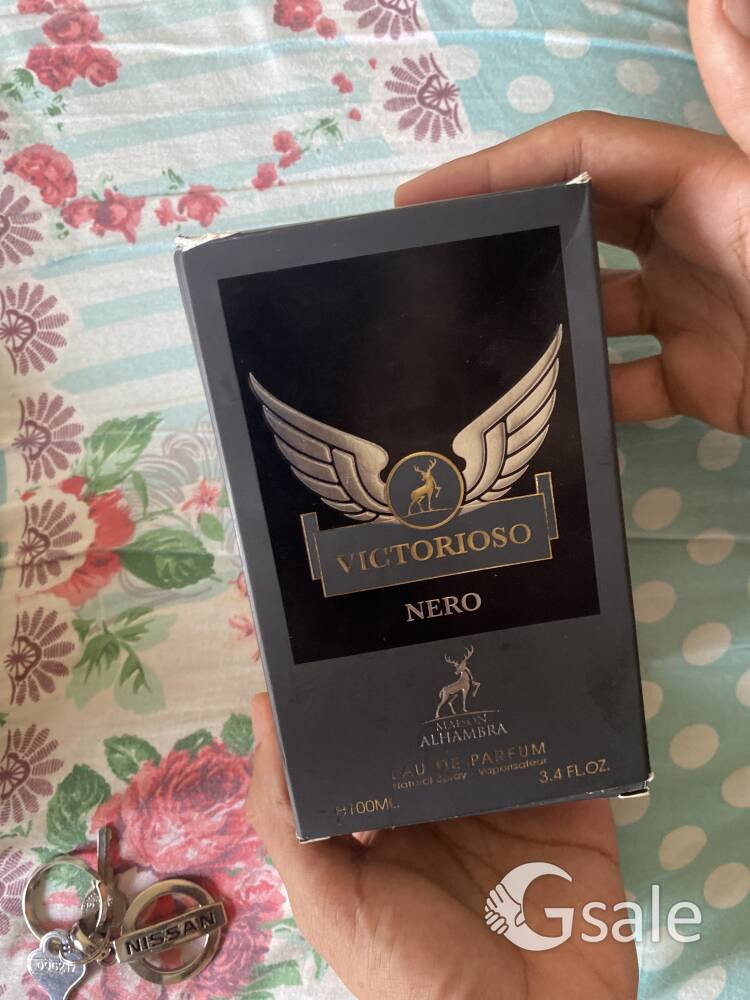 VICTORIOSO
NERO
MAISON
ALHAMBRA
EAU DE PARFUM
Natural Spray - Vaporisateur
100ML.
3.4 FL.OZ.
NISSAN
Gsale